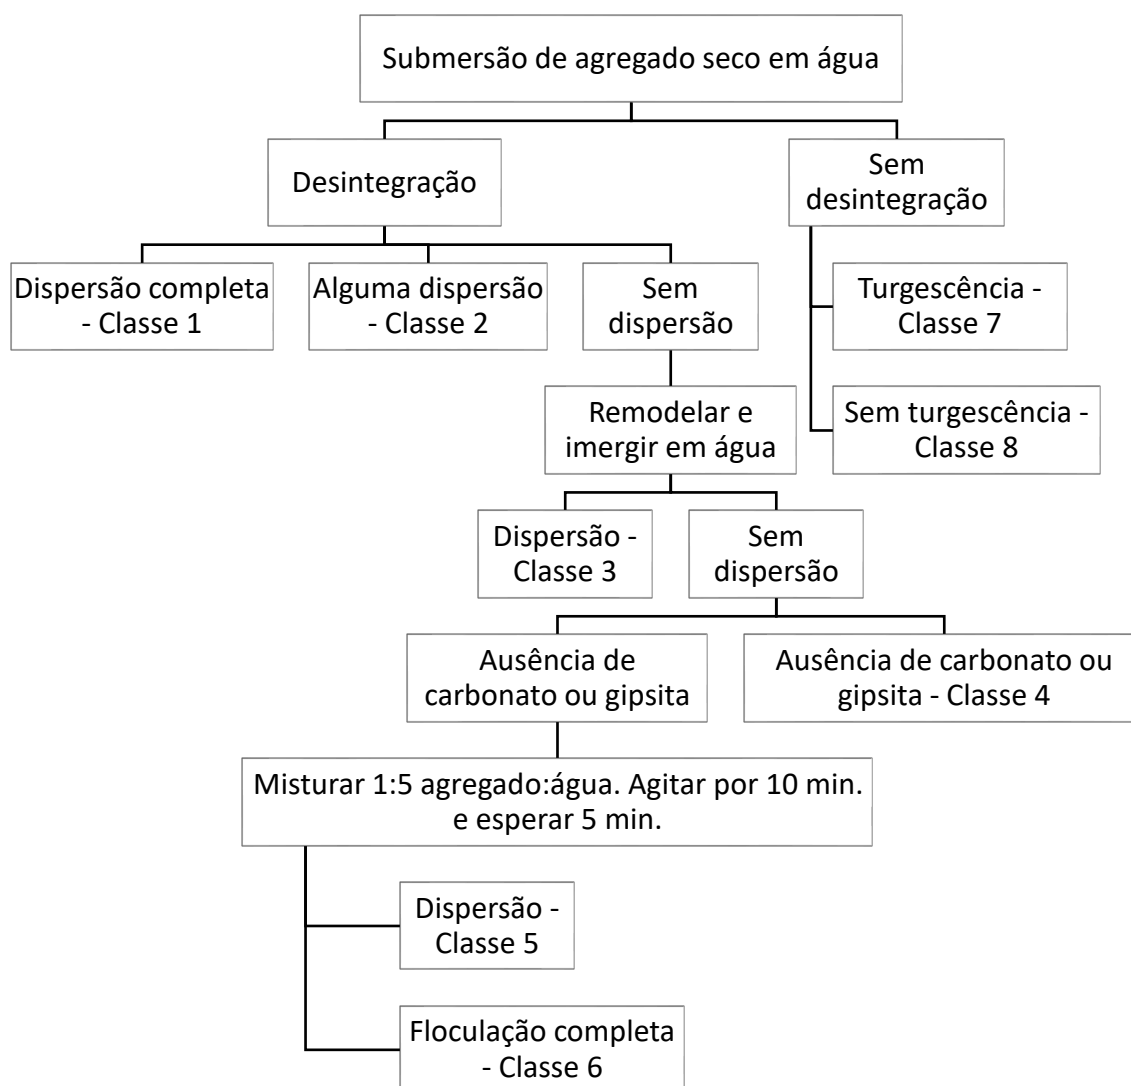 Submersão de agregado seco em água
Desintegração
Sem
desintegração
Dispersão completa
- Classe 1
Alguma dispersão
- Classe 2
Sem
dispersão
Turgescência -
Classe 7
Remodelar e
imergir em água
Sem turgescência -
Classe 8
Dispersão -
Classe 3
Sem
dispersão
Ausência de
carbonato ou gipsita
Ausência de carbonato ou
gipsita - Classe 4
Misturar 1:5 agregado:água. Agitar por 10 min.
e esperar 5 min.
Dispersão -
Classe 5
Floculação completa
- Classe 6